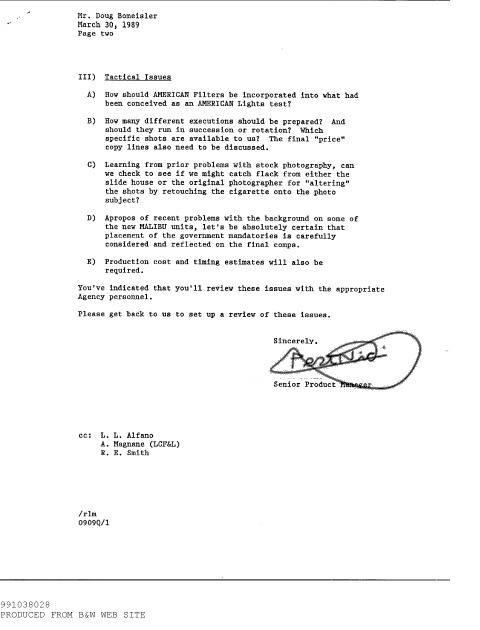 Mr. Doug Bomeisler
March 30, 1989
Page two
III) Tactical Issues
A) How should AMERICAN Filters be incorporated into what had
been conceived as an AMERICAN Lights test?
B) How many different executions should be prepared? And
should they run in succession or rotation? Which
specific shots are available to us? The final "price"
copy lines also need to be discussed.
C) Learning from prior problems with stock photography, can
we check to see if we might catch flack from either the
slide house or the original photographer for "altering"
the shots by retouching the cigarette onto the photo
subject?
D) Apropos of recent problems with the background on some of
the new MALIBU units, let's be absolutely certain that
placement of the government mandatories is carefully
considered and reflected on the final comps.
E) Production cost and timing estimates will also be
required.
You've indicated that you'll review these issues with the appropriate
Agency personnel.
Please get back to us to set up a review of these issues.
Sincerely,
Senior Product Manager
cc: L. L. Alfano
A. Magnane (LCF&L)
R. E. Smith
/rlm
0909Q/1
991038028
PRODUCED FROM B&W WEB SITE